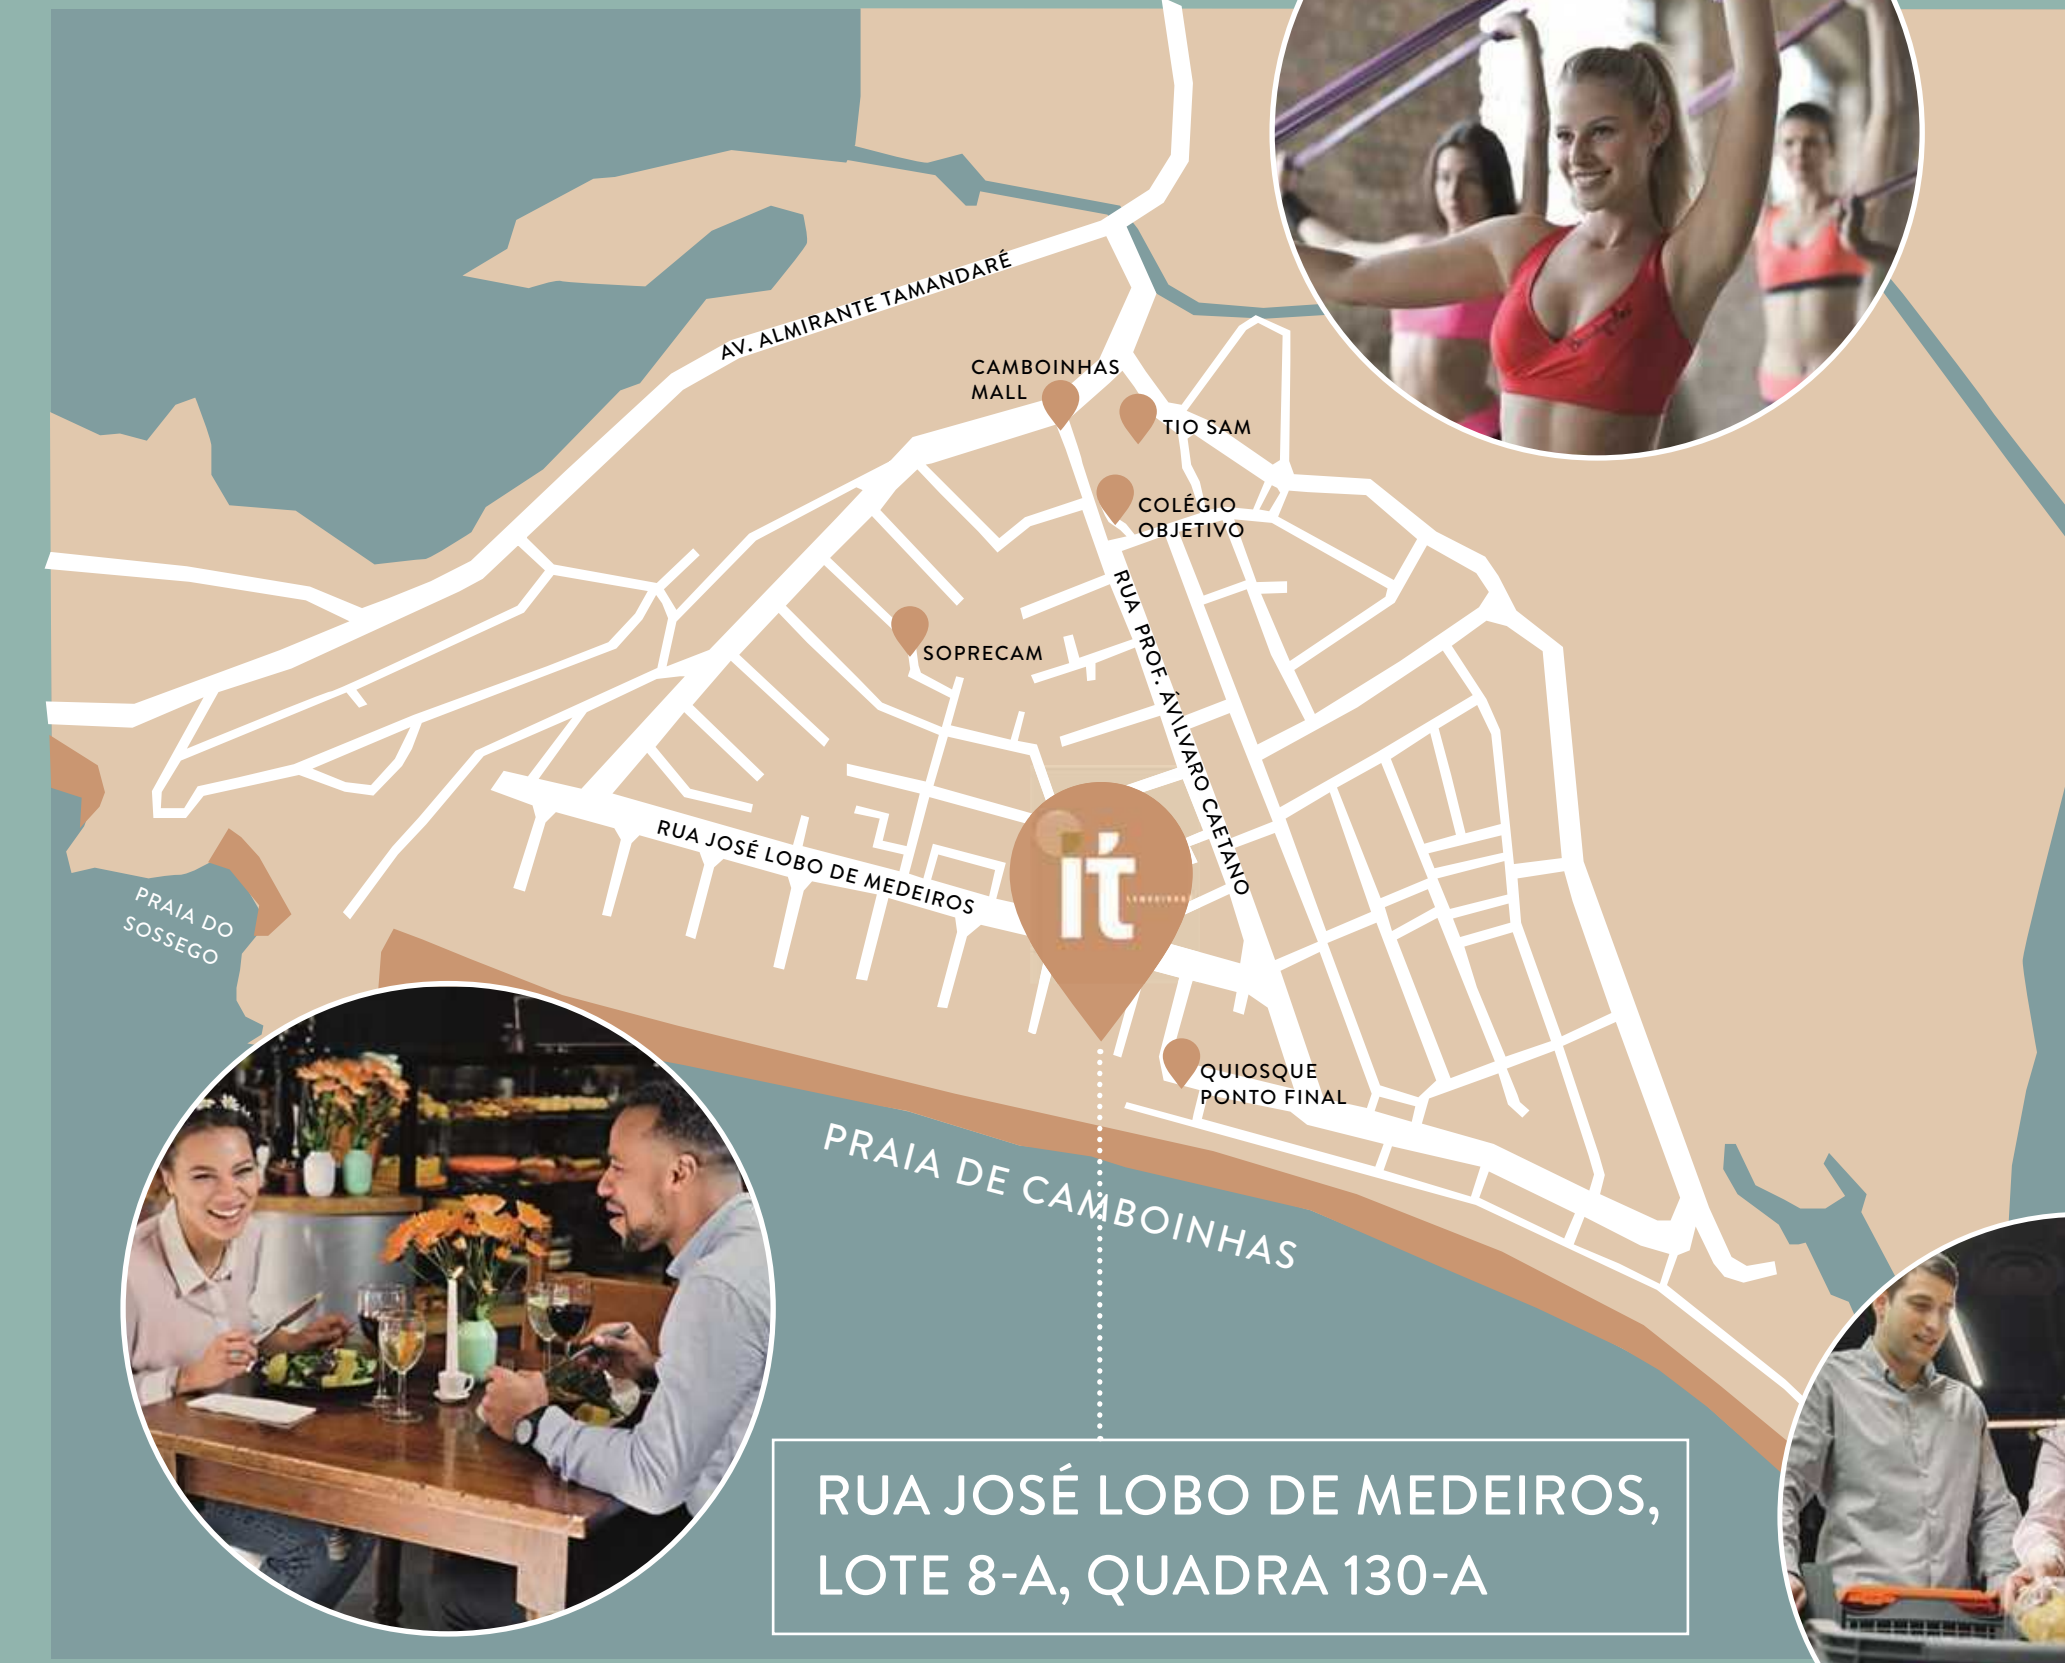 AV. ALMIRANTE TAMANDARÉ
CAMBOINHAS
MALL
TIO SAM
COLÉGIO
OBJETIVO
RUA PROF. ÁVILVARO CAETANO
SOPRECAM
RUA JOSÉ LOBO DE MEDEIROS
it
PRAIA DO
SOSSEGO
QUIOSQUE
PONTO FINAL
PRAIA DE CAMBOINHAS
RUA JOSÉ LOBO DE MEDEIROS,
LOTE 8-A, QUADRA 130-A